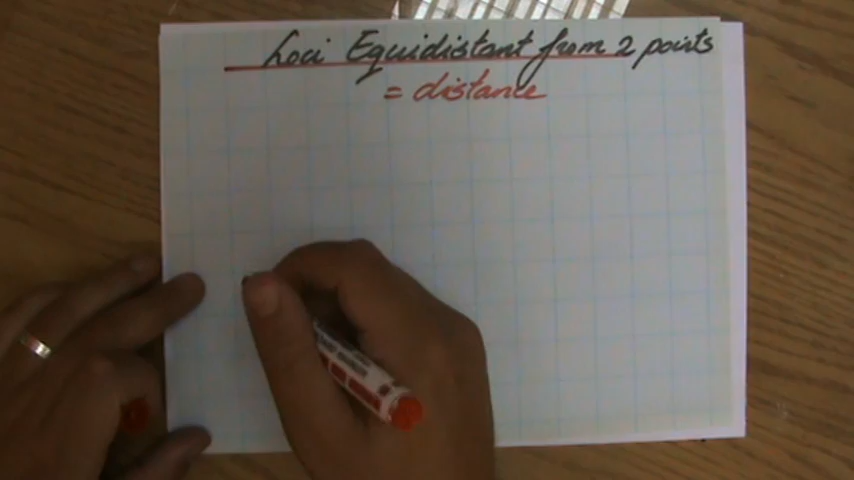 Loci Equidistant from 2 points
= distance